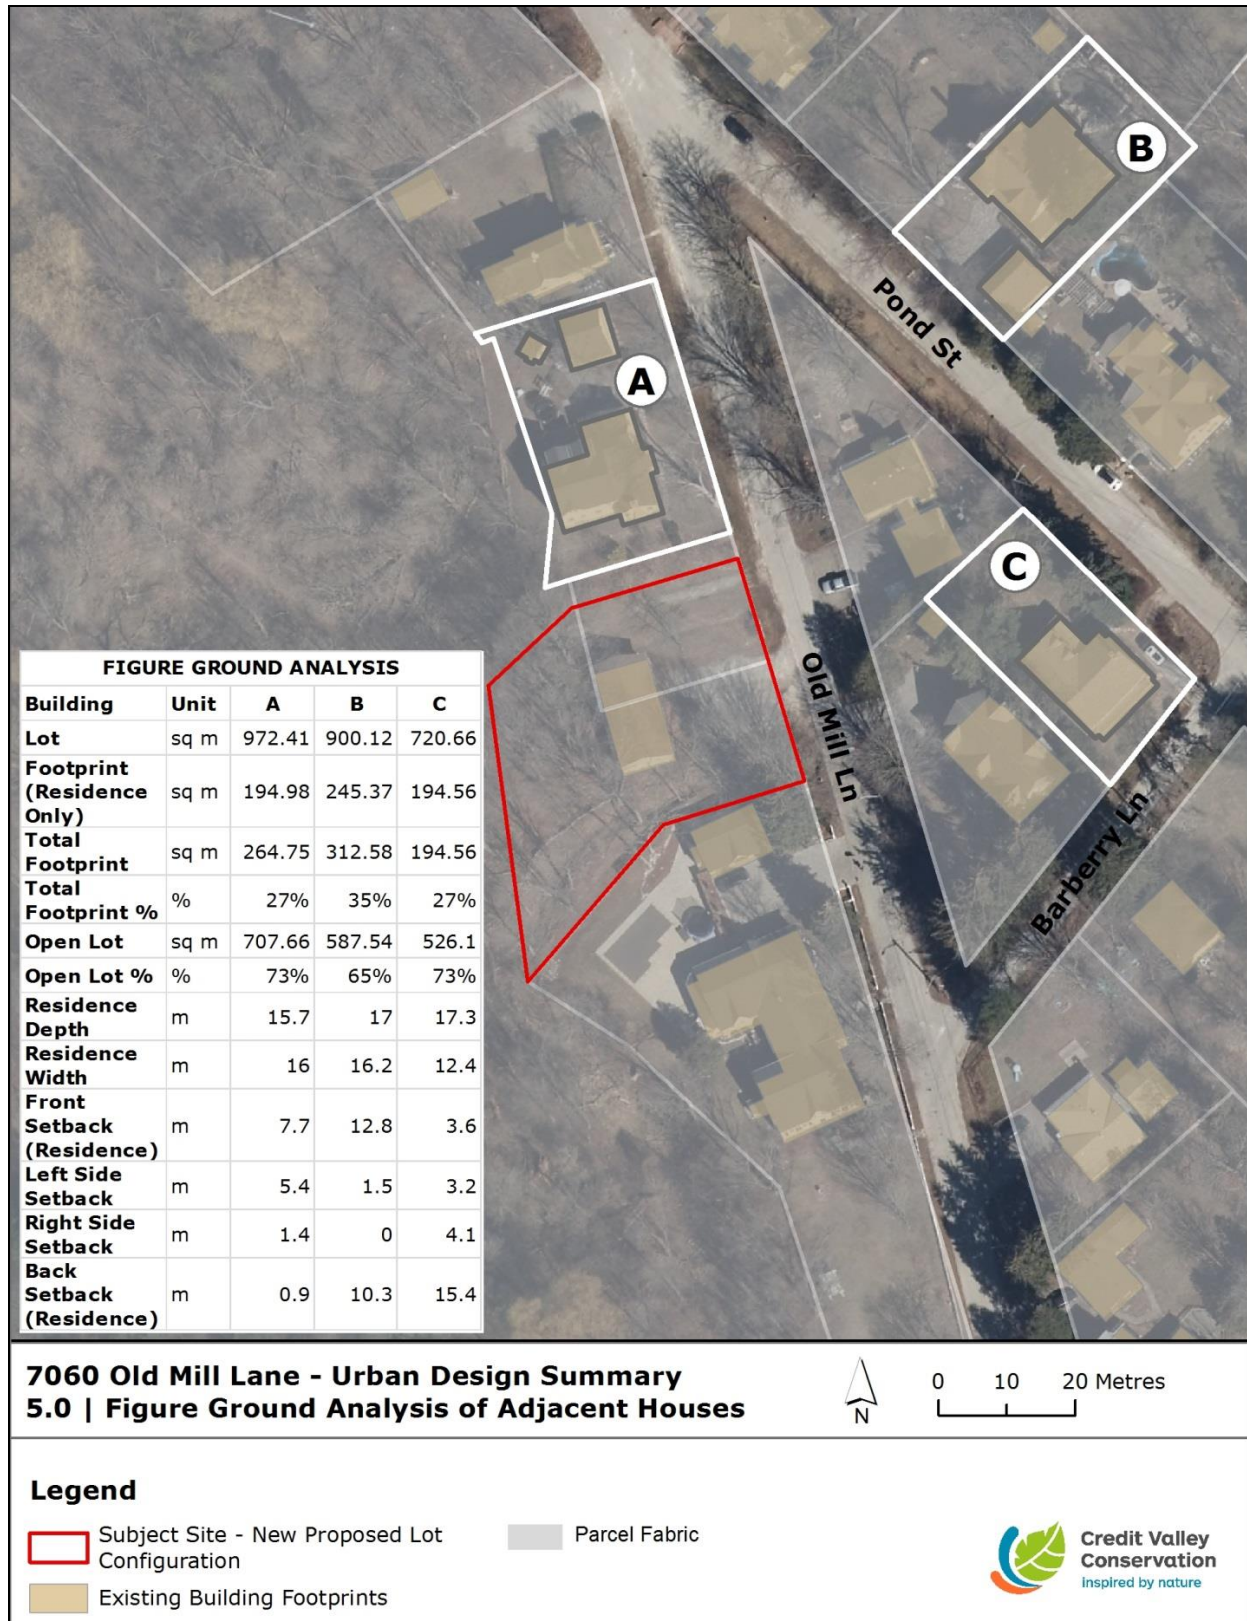 B
Pond St
A
C
Old Mill Ln
Barberry Ln
FIGURE GROUND ANALYSIS
Building Unit A B C
Lot sq m 972.41 900.12 720.66
Footprint
(Residence sq m 194.98 245.37 194.56
Only)
Total
Footprint sq m 264.75 312.58 194.56
Total
Footprint % % 27% 35% 27%
Open Lot sq m 707.66 587.54 526.1
Open Lot % % 73% 65% 73%
Residence
Depth m 15.7 17 17.3
Residence
Width m 16 16.2 12.4
Front
Setback m 7.7 12.8 3.6
(Residence)
Left Side
Setback m 5.4 1.5 3.2
Right Side
Setback m 1.4 0 4.1
Back
Setback m 0.9 10.3 15.4
(Residence)
7060 Old Mill Lane - Urban Design Summary
5.0 | Figure Ground Analysis of Adjacent Houses
N
0 10 20 Metres
Legend
Subject Site - New Proposed Lot
Configuration
Existing Building Footprints
Parcel Fabric
Credit Valley
Conservation
inspired by nature